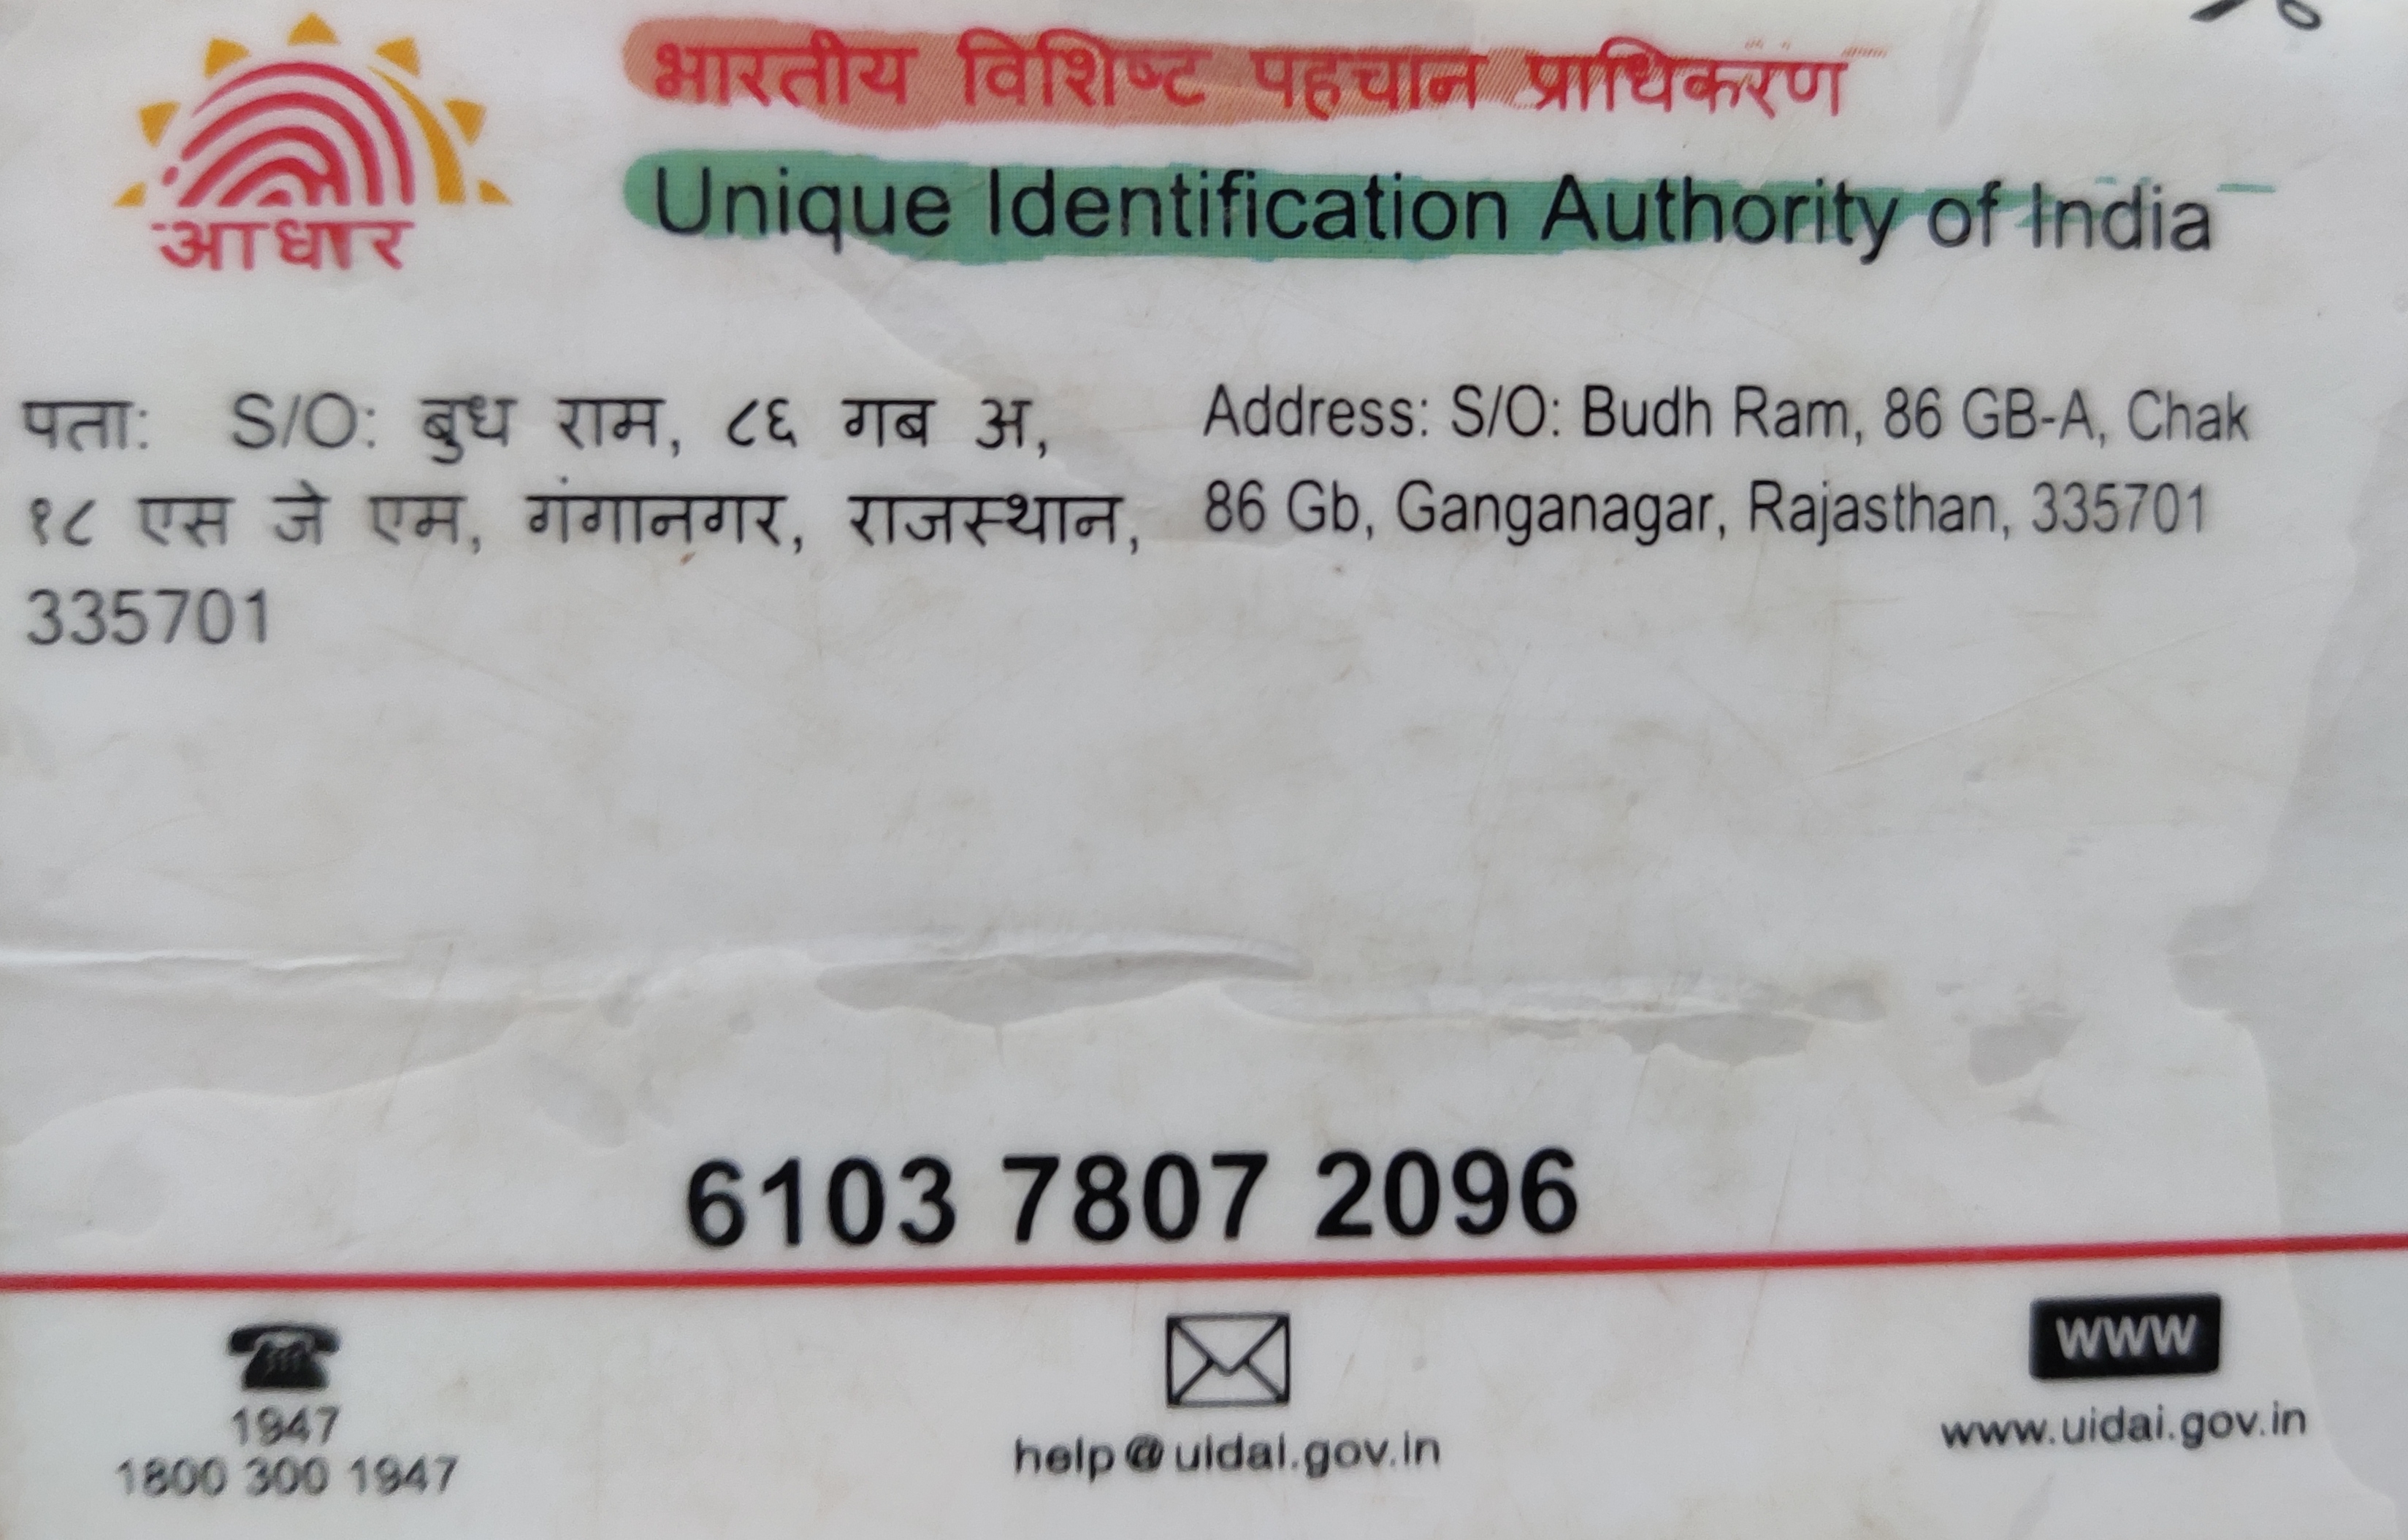 भारतीय विशिष्ट पहचान प्राधिकरण
Unique Identification Authority of India
आधार
पता: S/O: बुध राम, ८६ गब अ,
१८ एस जे एम, गंगानगर, राजस्थान,
335701
Address: S/O: Budh Ram, 86 GB-A, Chak
86 Gb, Ganganagar, Rajasthan, 335701
6103 7807 2096
1947
1800 300 1947
help@uidai.gov.in
www
www.uidai.gov.in